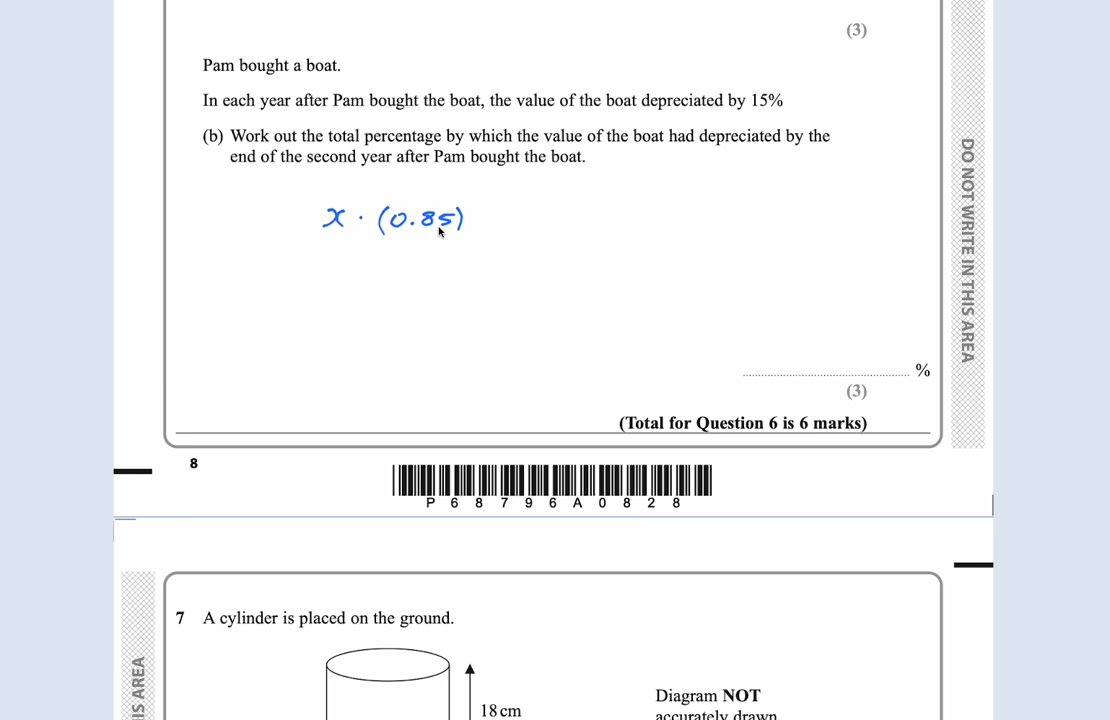 (3)
Pam bought a boat.
In each year after Pam bought the boat, the value of the boat depreciated by 15%
(b) Work out the total percentage by which the value of the boat had depreciated by the
end of the second year after Pam bought the boat.
x · (0.85)
%
(3)
(Total for Question 6 is 6 marks)
DO NOT WRITE IN THIS AREA
8
P 6 8 7 9 6 A 0 8 2 8
7 A cylinder is placed on the ground.
18 cm
Diagram NOT
accurately drawn
IS AREA